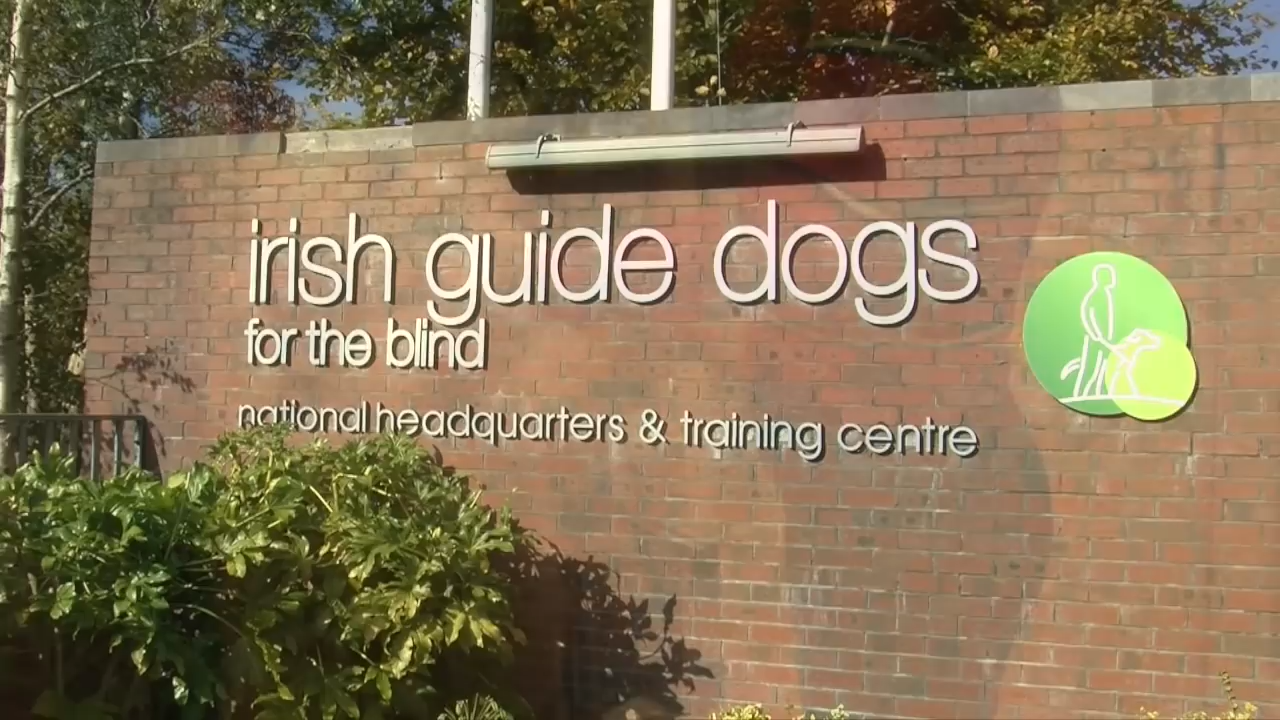 irish guide dogs
for the blind
national headquarters & training centre